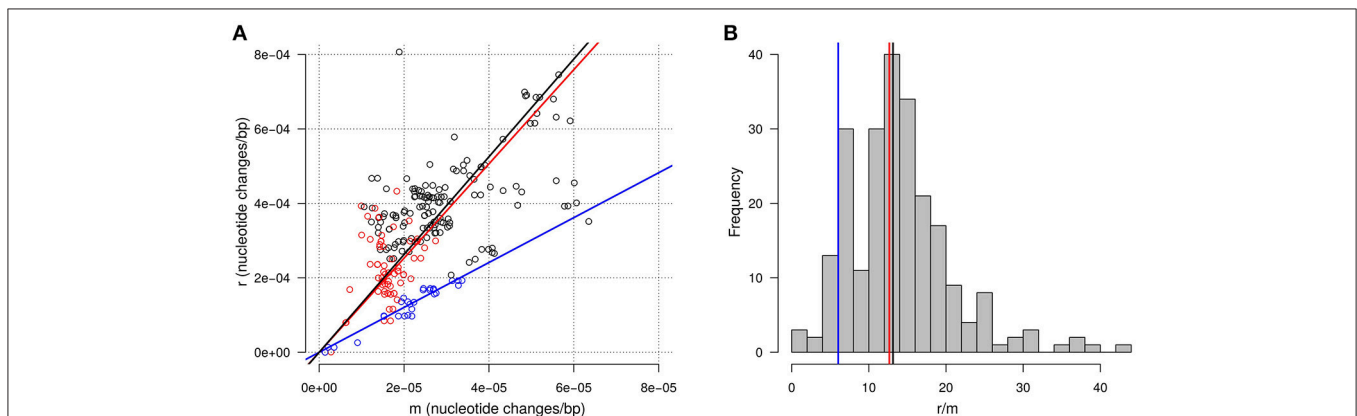 A
8e−04
6e−04
4e−04
2e−04
0e+00
r (nucleotide changes/bp)
0e+00 2e−05 4e−05 6e−05 8e−05
m (nucleotide changes/bp)
B
40
30
20
10
0
Frequency
0 10 20 30 40
r/m